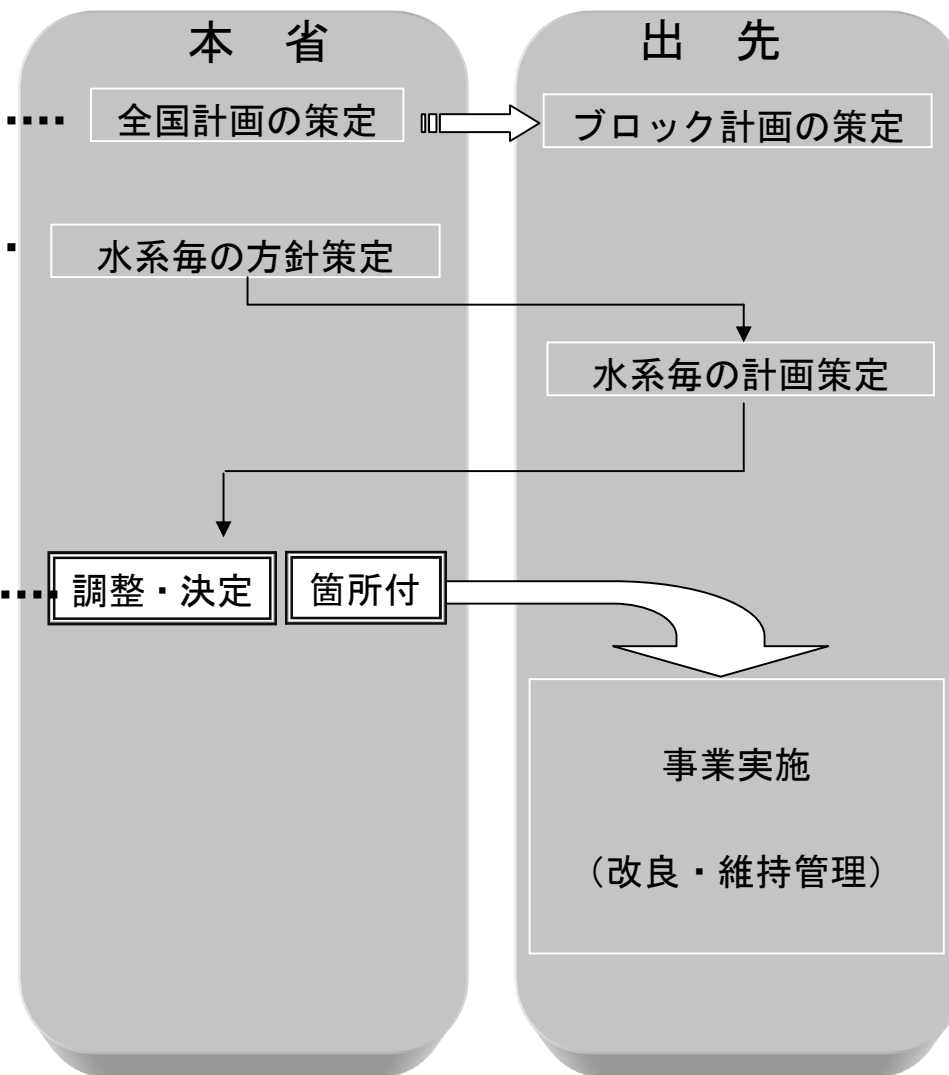 本 省
出 先
全国計画の策定
ブロック計画の策定
水系毎の方針策定
水系毎の計画策定
調整・決定
箇所付
事業実施
（改良・維持管理）